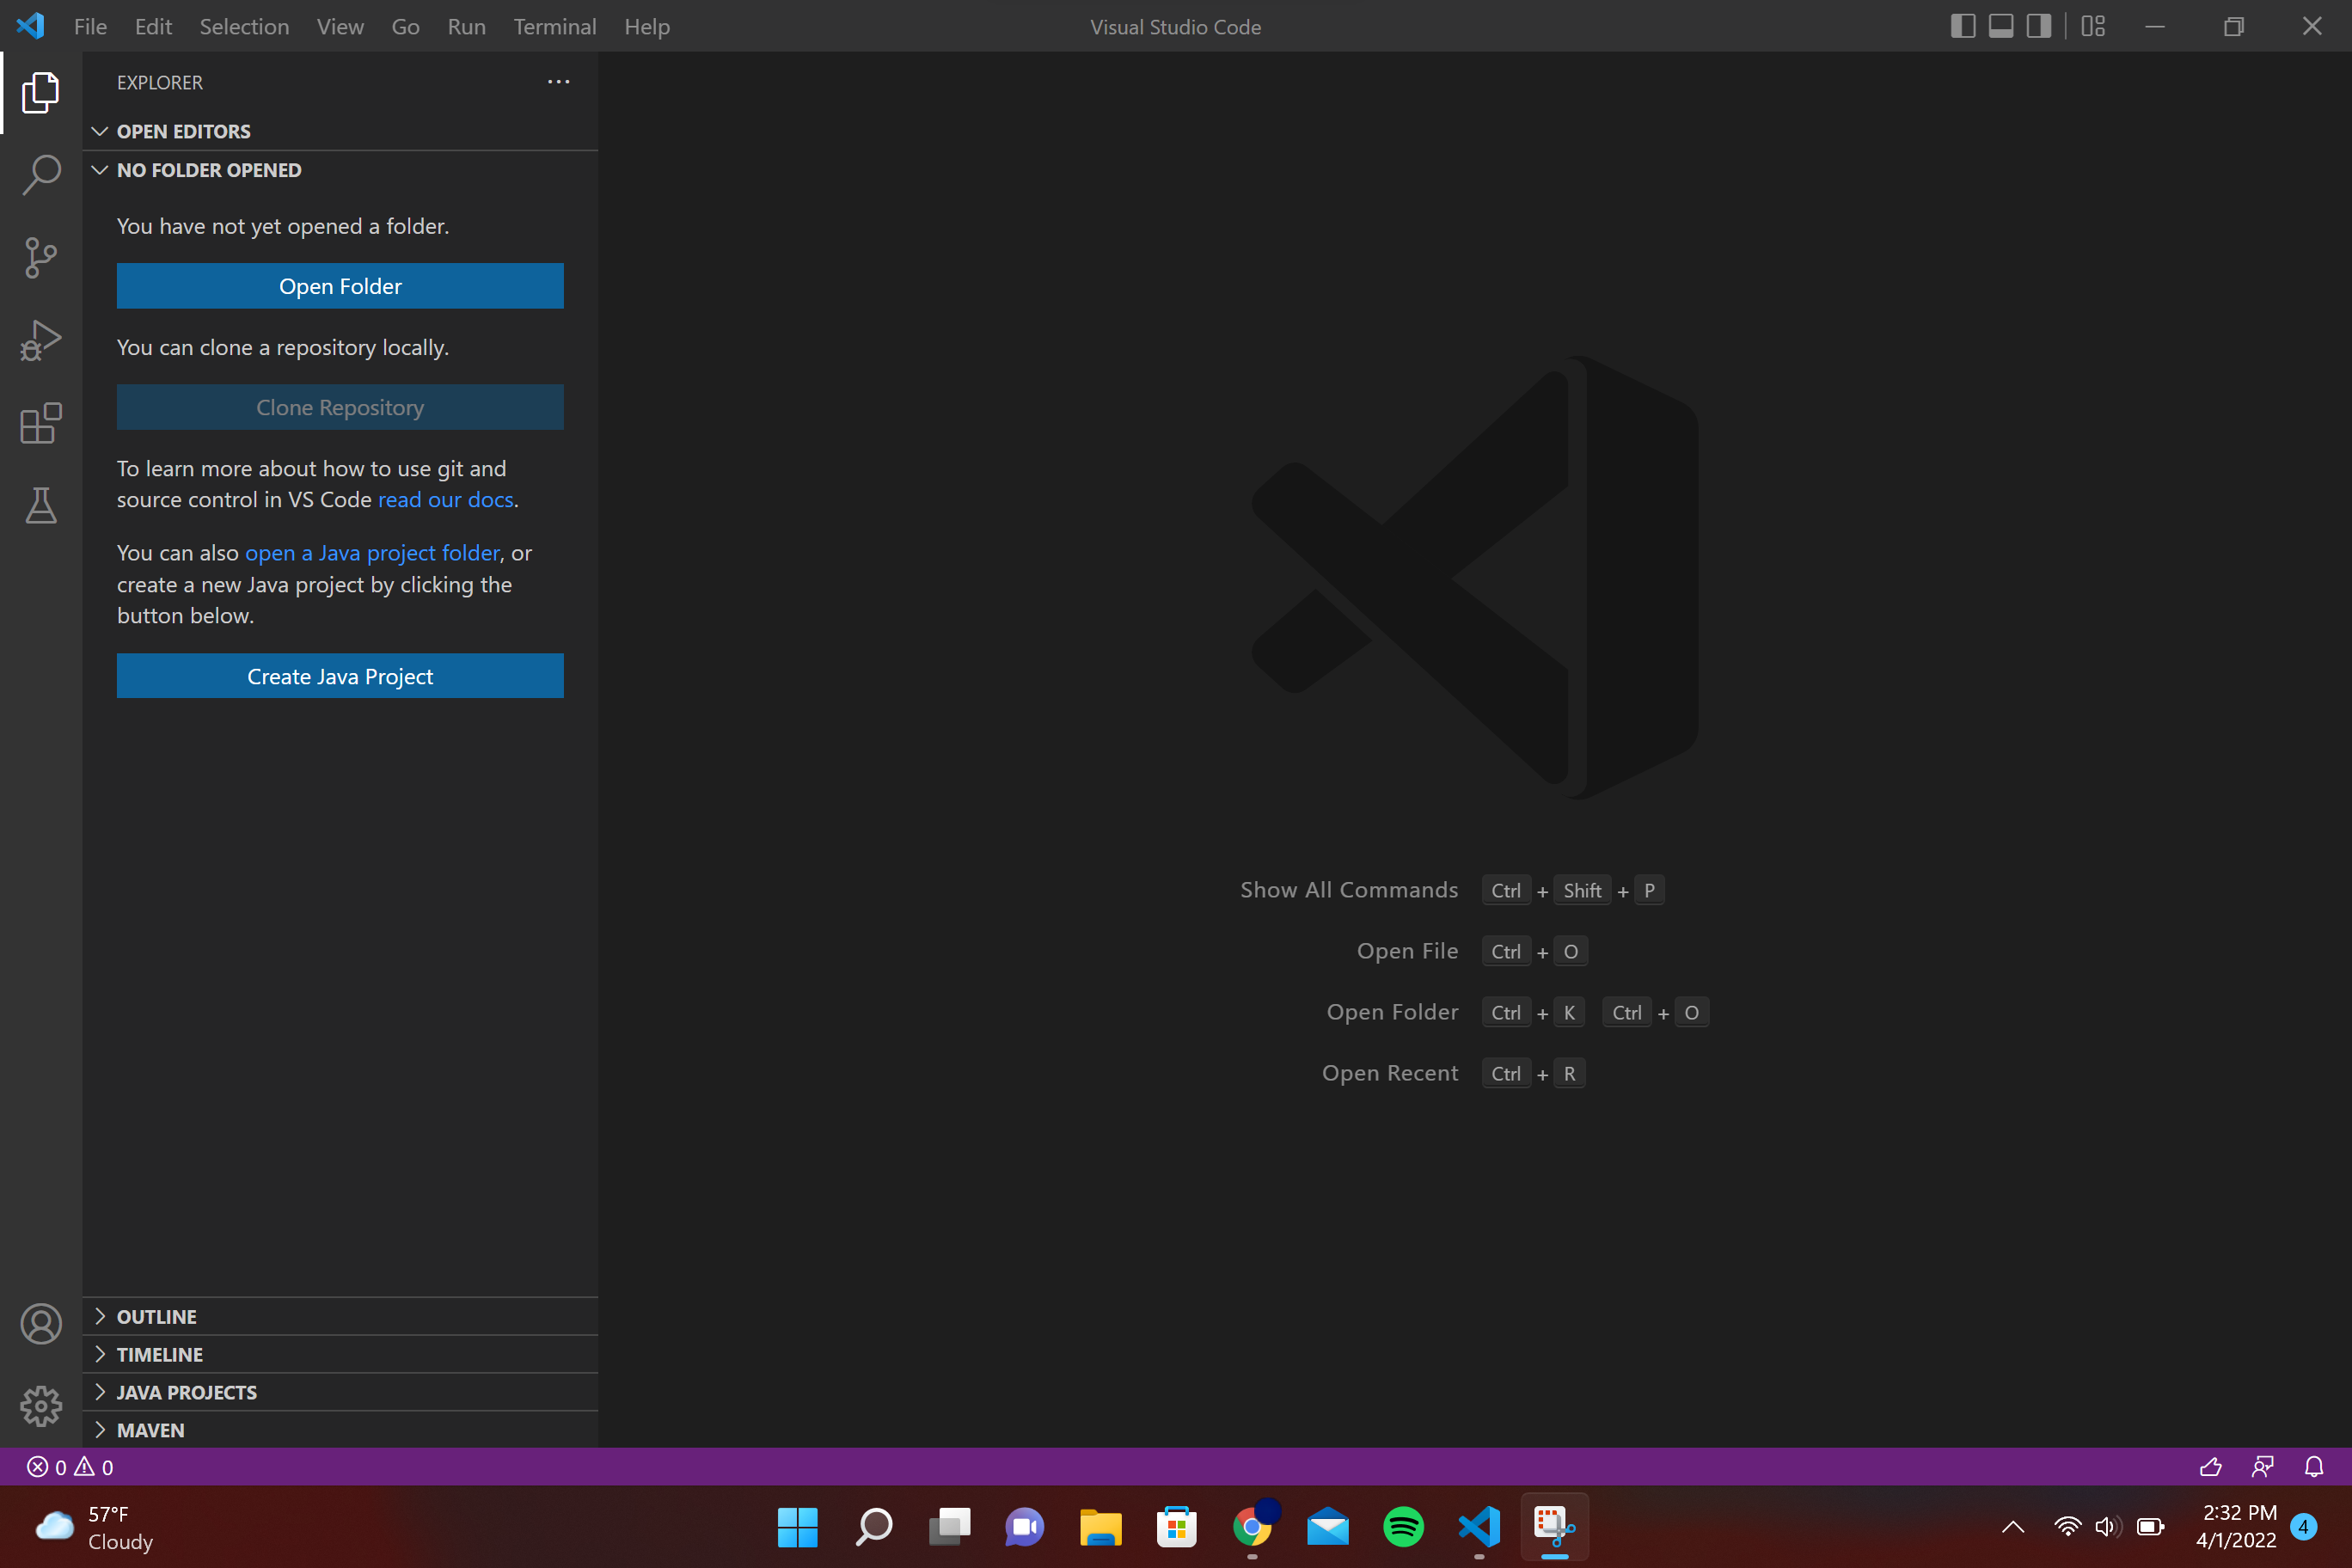 File Edit Selection View Go Run Terminal Help
Visual Studio Code
EXPLORER
OPEN EDITORS
NO FOLDER OPENED
You have not yet opened a folder.
Open Folder
You can clone a repository locally.
Clone Repository
To learn more about how to use git and
source control in VS Code read our docs.
You can also open a Java project folder, or
create a new Java project by clicking the
button below.
Create Java Project
Show All Commands Ctrl + Shift + P
Open File Ctrl + O
Open Folder Ctrl + K Ctrl + O
Open Recent Ctrl + R
OUTLINE
TIMELINE
JAVA PROJECTS
MAVEN
0 0
57°F
Cloudy
2:32 PM
4/1/2022
4